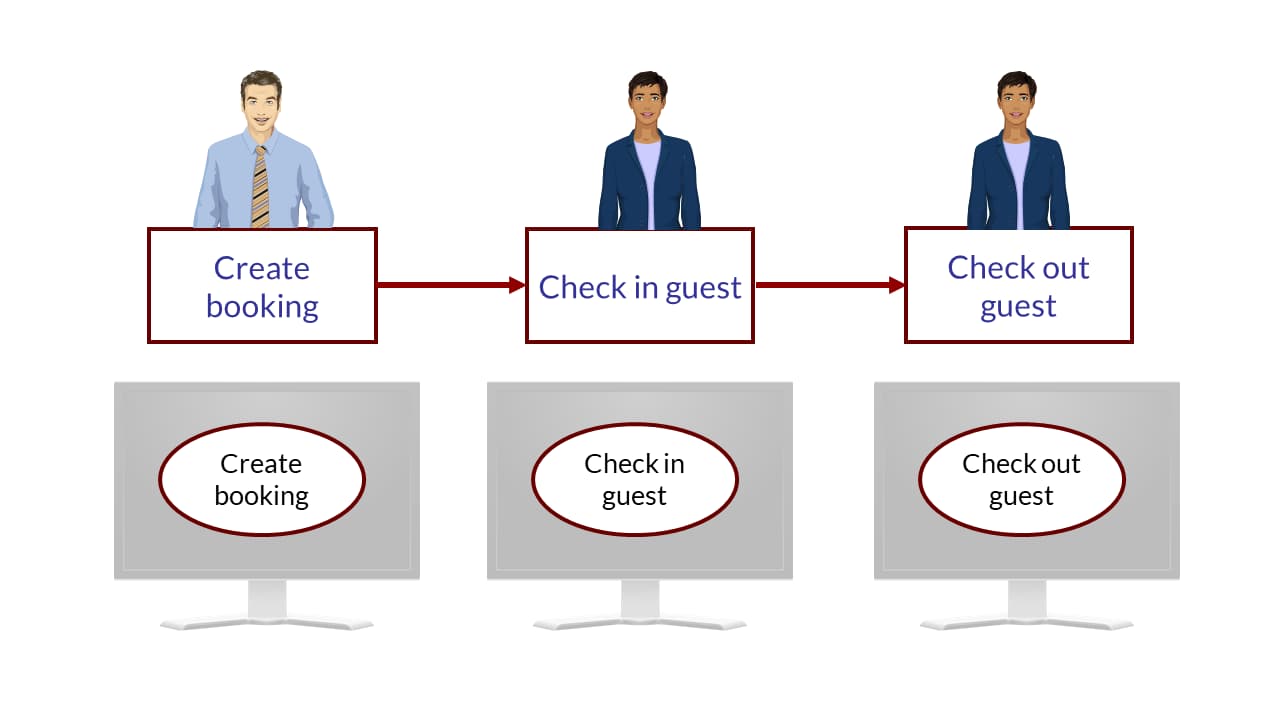 Create
booking
Check in guest
Check out
guest
Create
booking
Check in
guest
Check out
guest